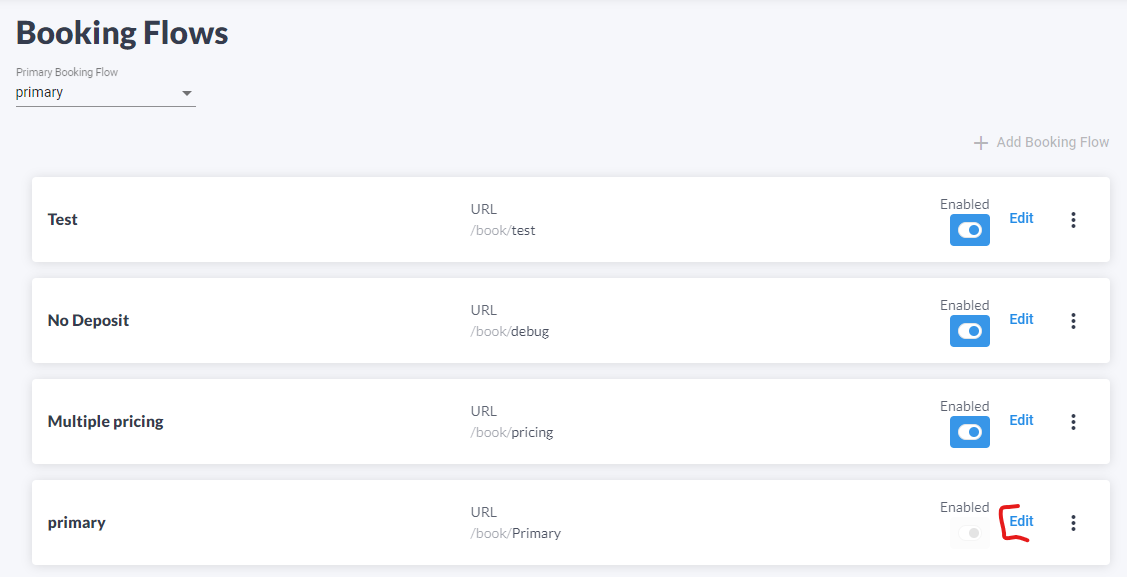 Booking Flows
Primary Booking Flow
primary
Add Booking Flow
Test
URL
/book/test
Enabled
Edit
No Deposit
URL
/book/debug
Enabled
Edit
Multiple pricing
URL
/book/pricing
Enabled
Edit
primary
URL
/book/Primary
Enabled
Edit